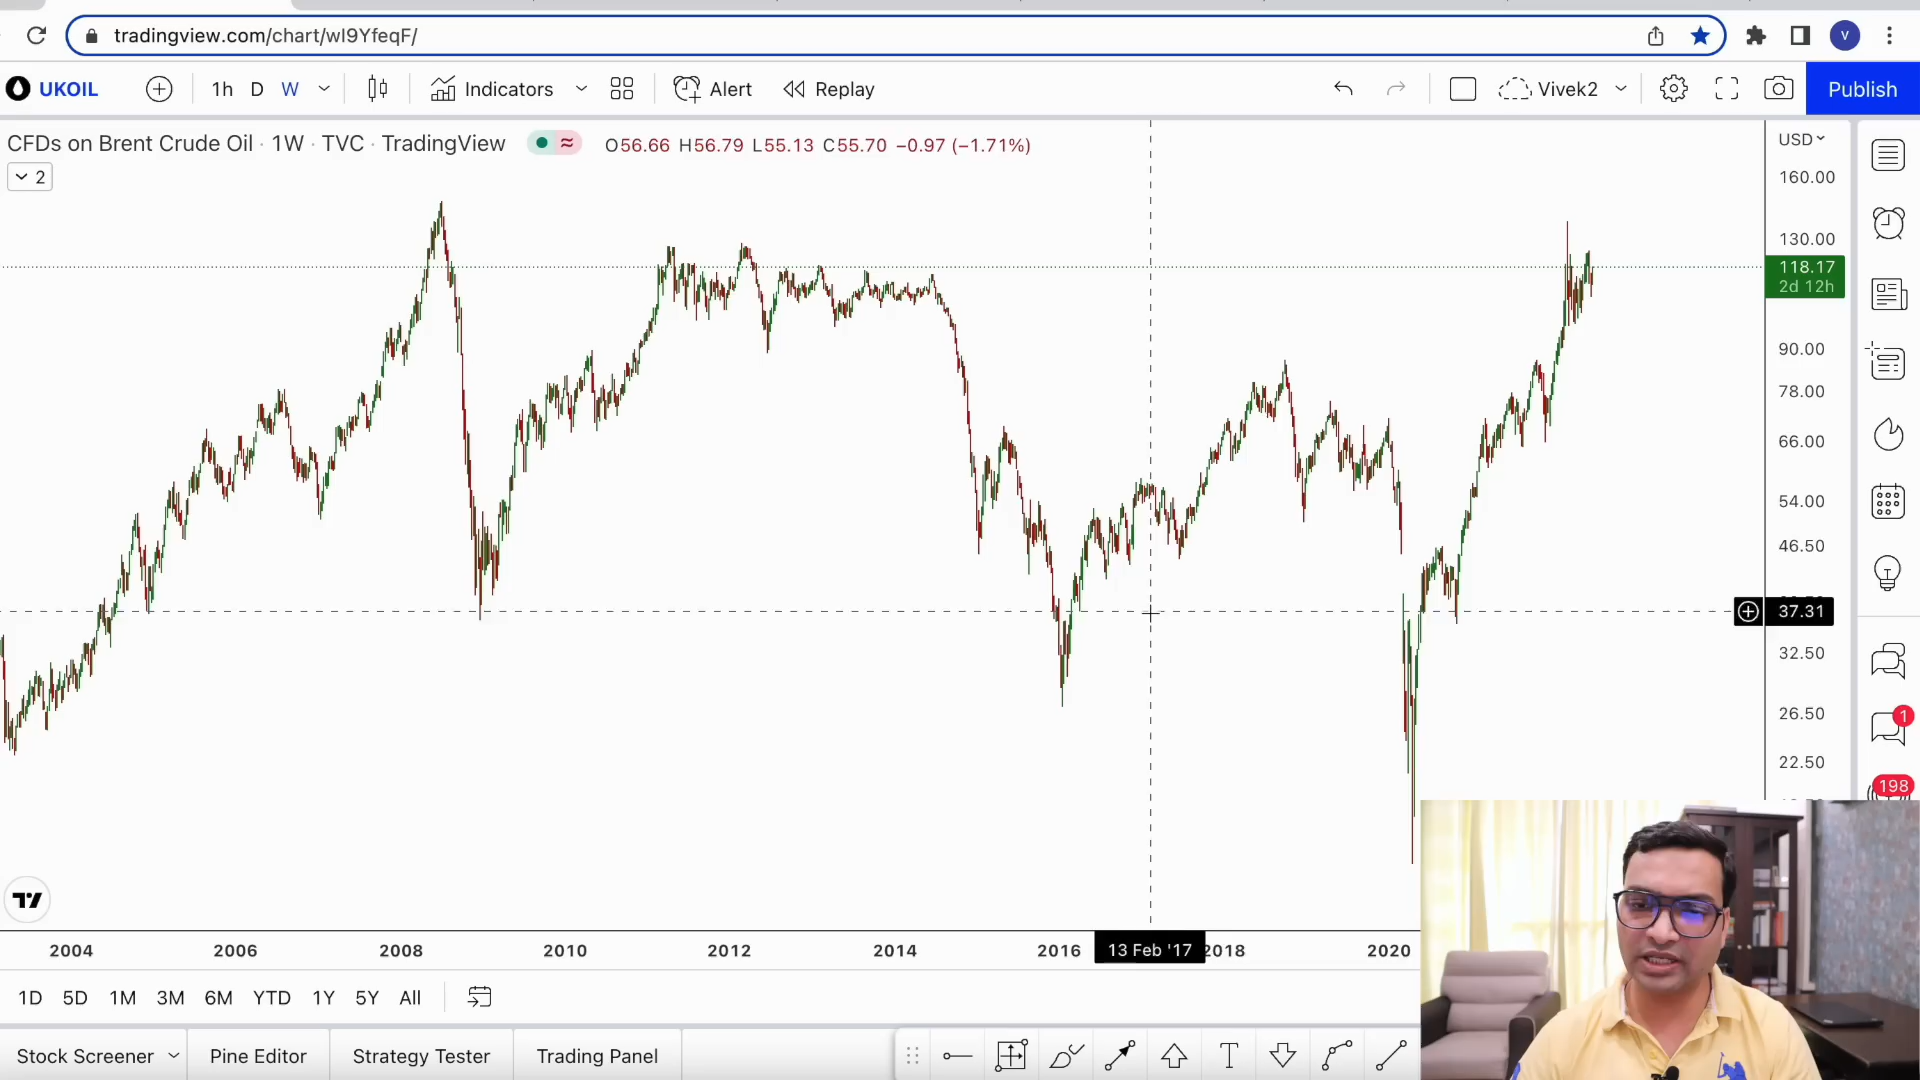 tradingview.com/chart/wI9YfeqF/
V
UKOIL
1h D W
Indicators
Alert
Replay
Vivek2
Publish
CFDs on Brent Crude Oil · 1W · TVC · TradingView
O56.66 H56.79 L55.13 C55.70 −0.97 (−1.71%)
USD
2
160.00
130.00
118.17
2d 12h
90.00
78.00
66.00
54.00
46.50
37.31
32.50
26.50
22.50
1
198
2004 2006 2008 2010 2012 2014 2016 13 Feb '17 2018 2020
1D 5D 1M 3M 6M YTD 1Y 5Y All
Stock Screener Pine Editor Strategy Tester Trading Panel
T